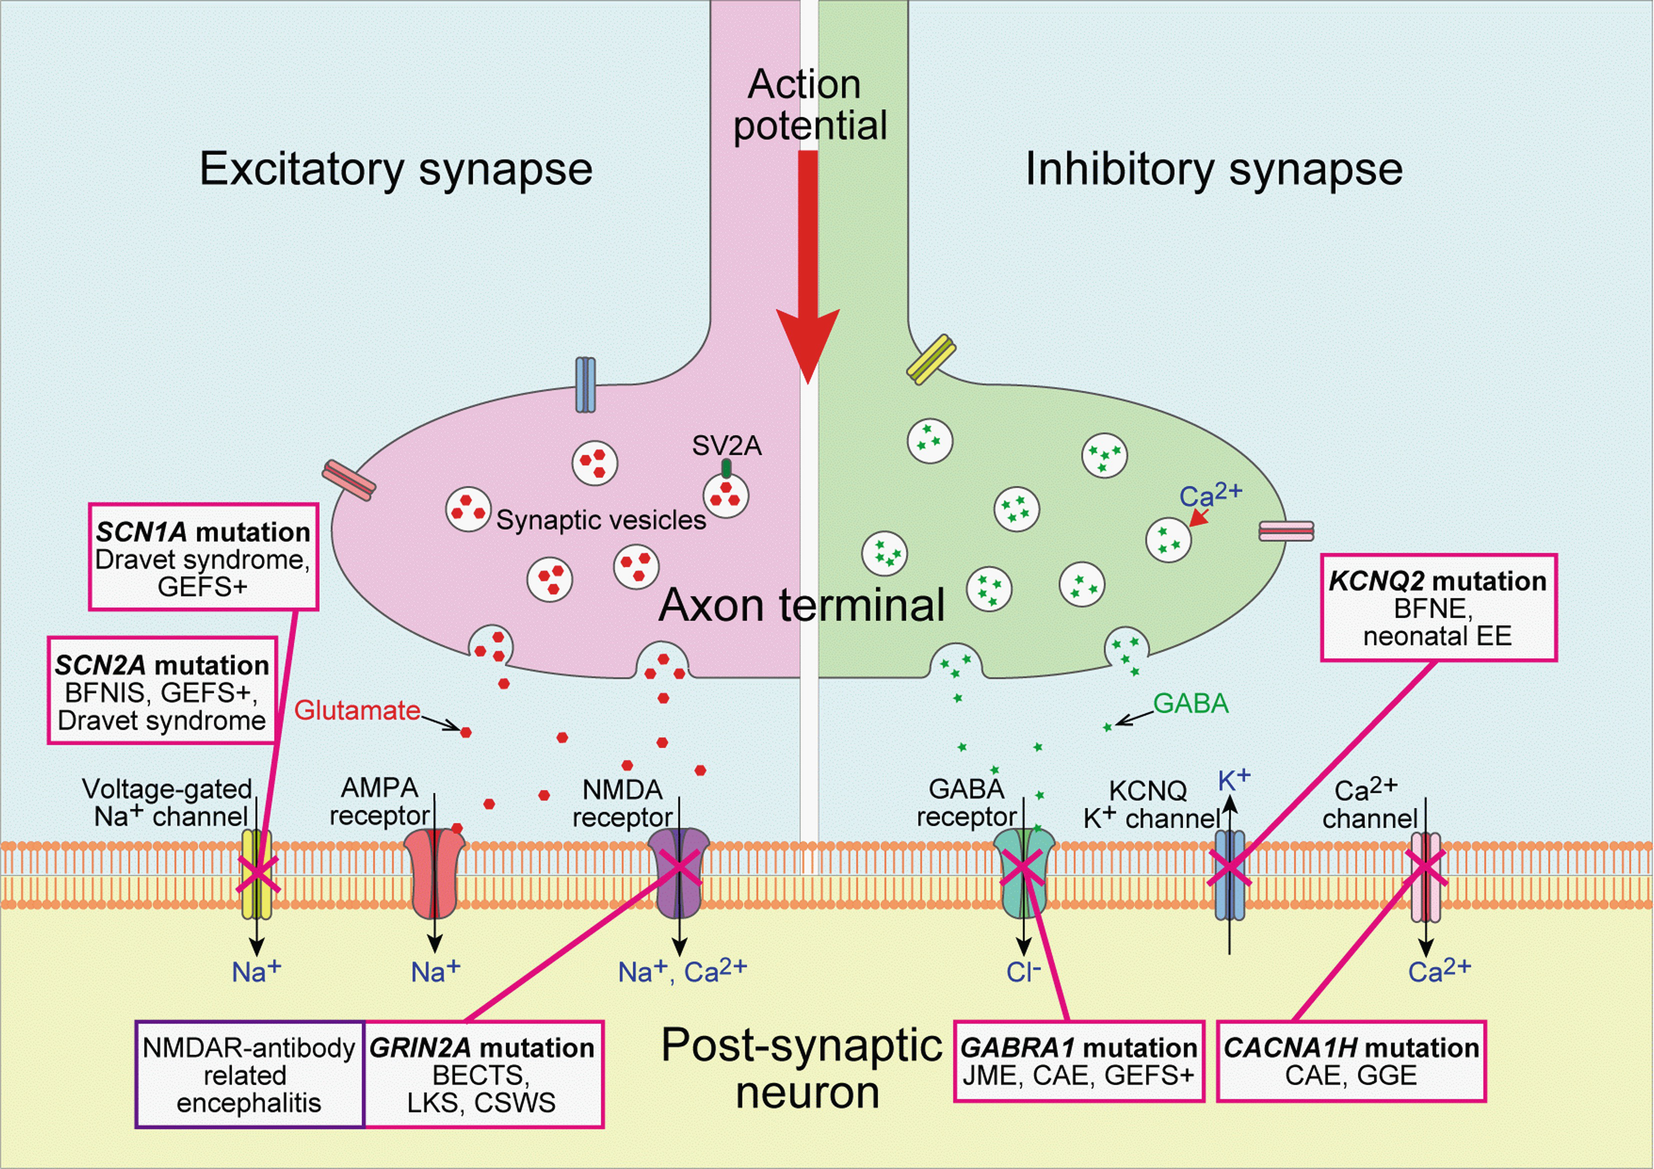 Action
potential
Excitatory synapse
Inhibitory synapse
SV2A
Synaptic vesicles
Ca2+
Axon terminal
SCN1A mutation
Dravet syndrome,
GEFS+
SCN2A mutation
BFNIS, GEFS+,
Dravet syndrome
KCNQ2 mutation
BFNE,
neonatal EE
Glutamate
GABA
Voltage-gated
Na+ channel
AMPA
receptor
NMDA
receptor
GABA
receptor
KCNQ
K+ channel
K+
Ca2+
channel
Na+
Na+
Na+, Ca2+
Cl-
Ca2+
NMDAR-antibody
related
encephalitis
GRIN2A mutation
BECTS,
LKS, CSWS
Post-synaptic
neuron
GABRA1 mutation
JME, CAE, GEFS+
CACNA1H mutation
CAE, GGE